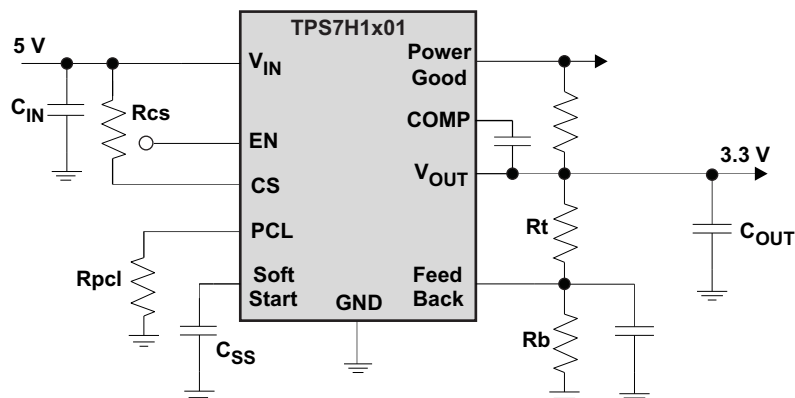 TPS7H1x01
5 V
V_IN
Power
Good
C_IN
Rcs
COMP
EN
3.3 V
V_OUT
CS
PCL
Rt
C_OUT
Rpcl
Soft
Start
Feed
Back
GND
C_SS
Rb